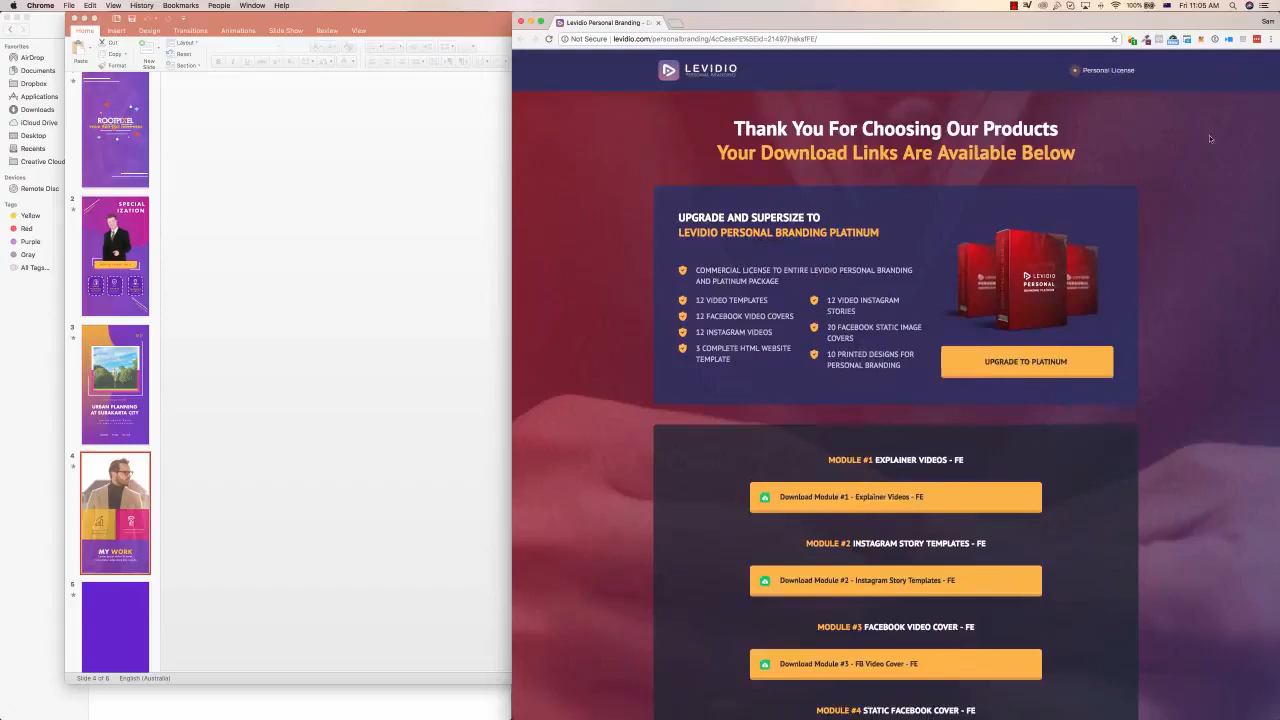 Chrome File Edit View History Bookmarks People Window Help
100% Fri 11:05 AM
Favorites
AirDrop
Documents
Dropbox
Applications
Downloads
iCloud Drive
Desktop
Recents
Creative Cloud
Devices
Remote Disc
Tags
Yellow
Red
Purple
Gray
All Tags...
Home Insert Design Transitions Animations Slide Show Review View
Paste
Cut
Copy
Format
New
Slide
Layout
Reset
Section
ROOTPIXEL
2
SPECIAL
IZATION
3
URBAN PLANNING
AT SURAKARTA CITY
4
MY WORK
5
Slide 4 of 6 English (Australia)
Levidio Personal Branding - D
Sam
Not Secure
levidio.com/personalbranding/4cCessFE%5Eid=21497jhsksfFE/
LEVIDIO
PERSONAL BRANDING
Personal License
Thank You For Choosing Our Products
Your Download Links Are Available Below
UPGRADE AND SUPERSIZE TO
LEVIDIO PERSONAL BRANDING PLATINUM
COMMERCIAL LICENSE TO ENTIRE LEVIDIO PERSONAL BRANDING
AND PLATINUM PACKAGE
12 VIDEO TEMPLATES
12 FACEBOOK VIDEO COVERS
12 INSTAGRAM VIDEOS
3 COMPLETE HTML WEBSITE
TEMPLATE
12 VIDEO INSTAGRAM
STORIES
20 FACEBOOK STATIC IMAGE
COVERS
10 PRINTED DESIGNS FOR
PERSONAL BRANDING
LEVIDIO
PERSONAL
BRANDING PLATINUM
UPGRADE TO PLATINUM
MODULE #1 EXPLAINER VIDEOS - FE
Download Module #1 - Explainer Videos - FE
MODULE #2 INSTAGRAM STORY TEMPLATES - FE
Download Module #2 - Instagram Story Templates - FE
MODULE #3 FACEBOOK VIDEO COVER - FE
Download Module #3 - FB Video Cover - FE
MODULE #4 STATIC FACEBOOK COVER - FE